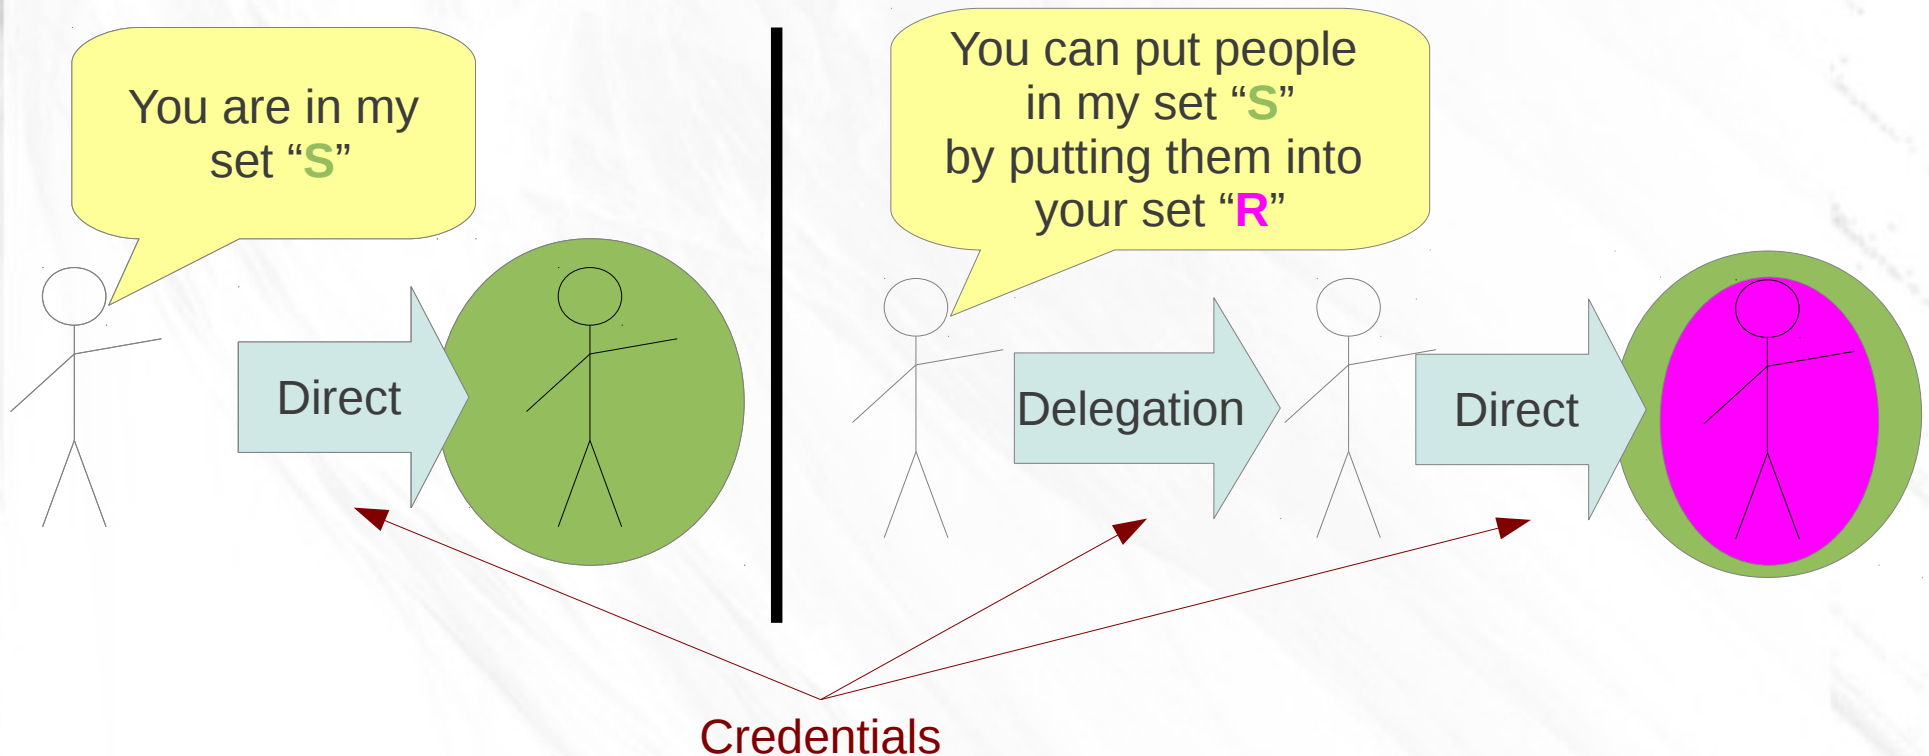 You are in my
set “S”
You can put people
in my set “S”
by putting them into
your set “R”
Direct
Delegation
Direct
Credentials